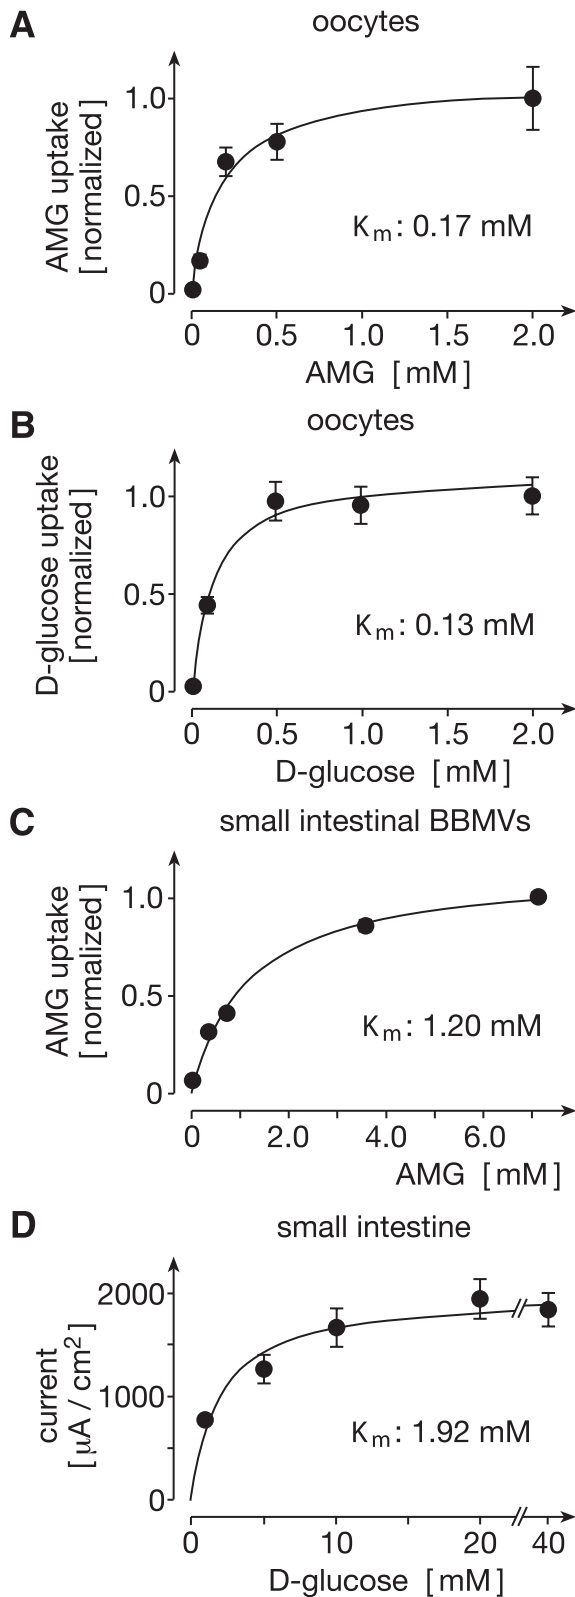 A
oocytes
AMG uptake
[normalized]
1.0
0.5
0
Km: 0.17 mM
0 0.5 1.0 1.5 2.0
AMG [mM]
B
oocytes
D-glucose uptake
[normalized]
1.0
0.5
0
Km: 0.13 mM
0 0.5 1.0 1.5 2.0
D-glucose [mM]
C
small intestinal BBMVs
AMG uptake
[normalized]
1.0
0.5
0
Km: 1.20 mM
0 2.0 4.0 6.0
AMG [mM]
D
small intestine
current
[µA / cm²]
2000
1000
0
Km: 1.92 mM
0 10 20 40
D-glucose [mM]